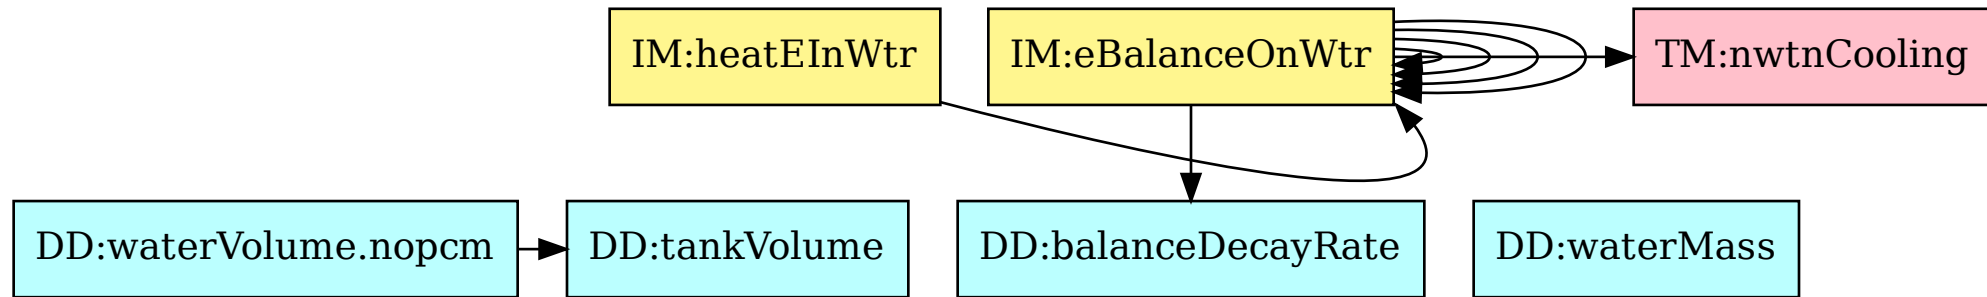 IM:heatEInWtr
IM:eBalanceOnWtr
TM:nwtnCooling
DD:waterVolume.nopcm
DD:tankVolume
DD:balanceDecayRate
DD:waterMass